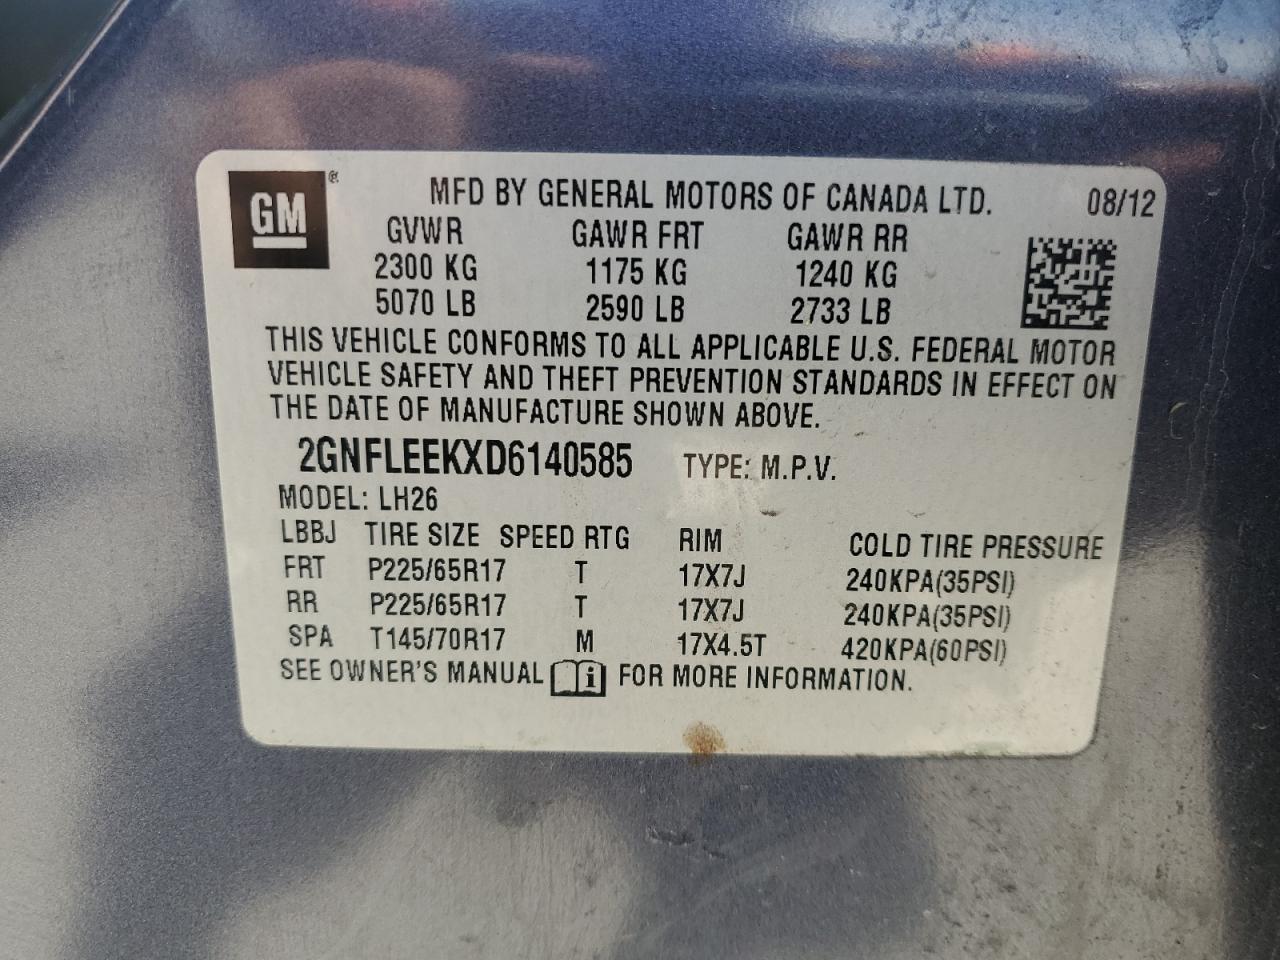 GM ® MFD BY GENERAL MOTORS OF CANADA LTD. 08/12
GVWR GAWR FRT GAWR RR
2300 KG 1175 KG 1240 KG
5070 LB 2590 LB 2733 LB
THIS VEHICLE CONFORMS TO ALL APPLICABLE U.S. FEDERAL MOTOR
VEHICLE SAFETY AND THEFT PREVENTION STANDARDS IN EFFECT ON
THE DATE OF MANUFACTURE SHOWN ABOVE.
2GNFLEEKXD6140585 TYPE: M.P.V.
MODEL: LH26
LBBJ TIRE SIZE SPEED RTG RIM COLD TIRE PRESSURE
FRT P225/65R17 T 17X7J 240KPA(35PSI)
RR P225/65R17 T 17X7J 240KPA(35PSI)
SPA T145/70R17 M 17X4.5T 420KPA(60PSI)
SEE OWNER'S MANUAL i FOR MORE INFORMATION.